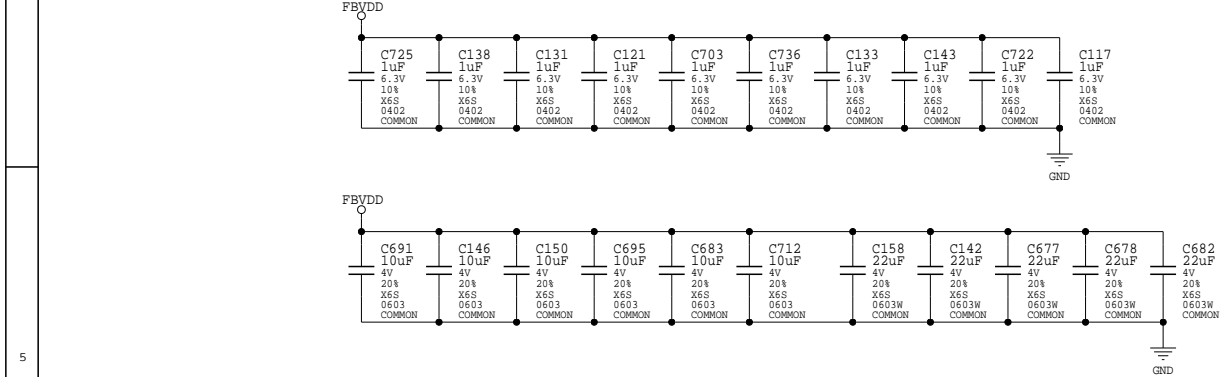 FBVDD
C725 C138 C131 C121 C703 C736 C133 C143 C722 C117
1uF 1uF 1uF 1uF 1uF 1uF 1uF 1uF 1uF 1uF
6.3V 6.3V 6.3V 6.3V 6.3V 6.3V 6.3V 6.3V 6.3V 6.3V
10% 10% 10% 10% 10% 10% 10% 10% 10% 10%
X6S X6S X6S X6S X6S X6S X6S X6S X6S X6S
0402 0402 0402 0402 0402 0402 0402 0402 0402 0402
COMMON COMMON COMMON COMMON COMMON COMMON COMMON COMMON COMMON COMMON
GND
FBVDD
C691 C146 C150 C695 C683 C712 C158 C142 C677 C678 C682
10uF 10uF 10uF 10uF 10uF 10uF 22uF 22uF 22uF 22uF 22uF
4V 4V 4V 4V 4V 4V 4V 4V 4V 4V 4V
20% 20% 20% 20% 20% 20% 20% 20% 20% 20% 20%
X6S X6S X6S X6S X6S X6S X6S X6S X6S X6S X6S
0603 0603 0603 0603 0603 0603 0603W 0603W 0603W 0603W 0603W
COMMON COMMON COMMON COMMON COMMON COMMON COMMON COMMON COMMON COMMON COMMON
5
GND